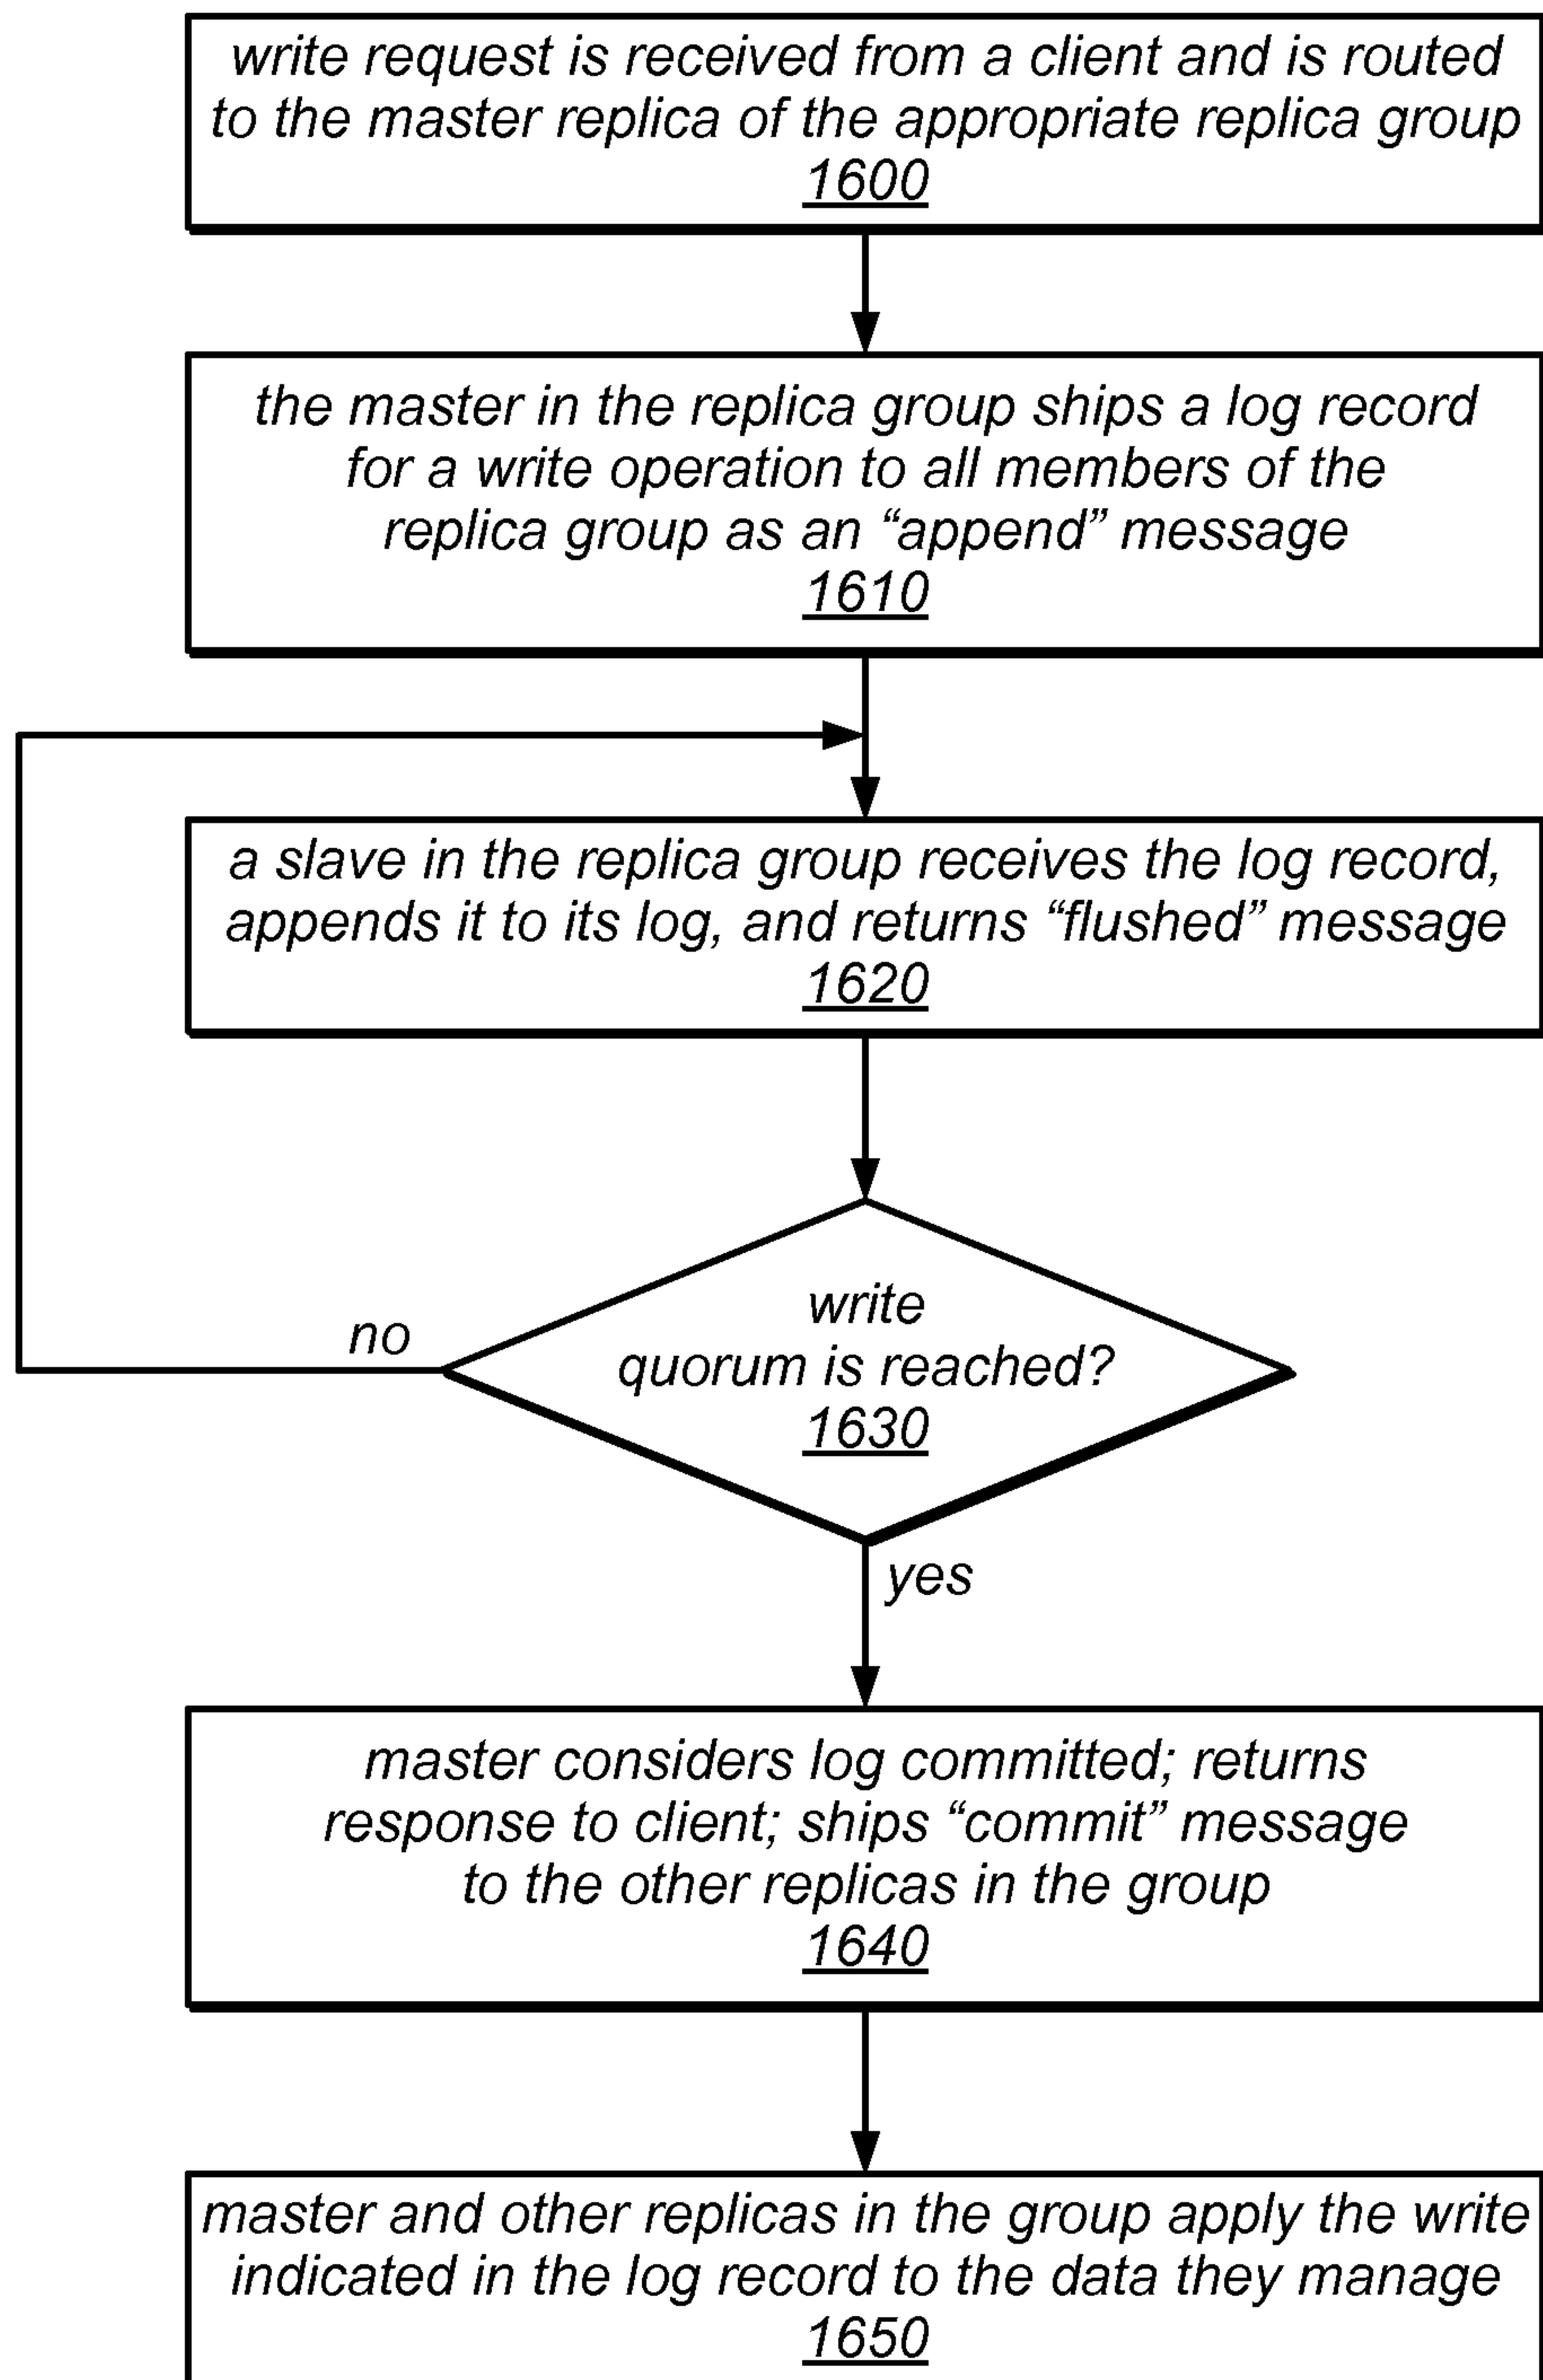 write request is received from a client and is routed
to the master replica of the appropriate replica group
1600
the master in the replica group ships a log record
for a write operation to all members of the
replica group as an “append” message
1610
a slave in the replica group receives the log record,
appends it to its log, and returns “flushed” message
1620
write
quorum is reached?
1630
no
yes
master considers log committed; returns
response to client; ships “commit” message
to the other replicas in the group
1640
master and other replicas in the group apply the write
indicated in the log record to the data they manage
1650